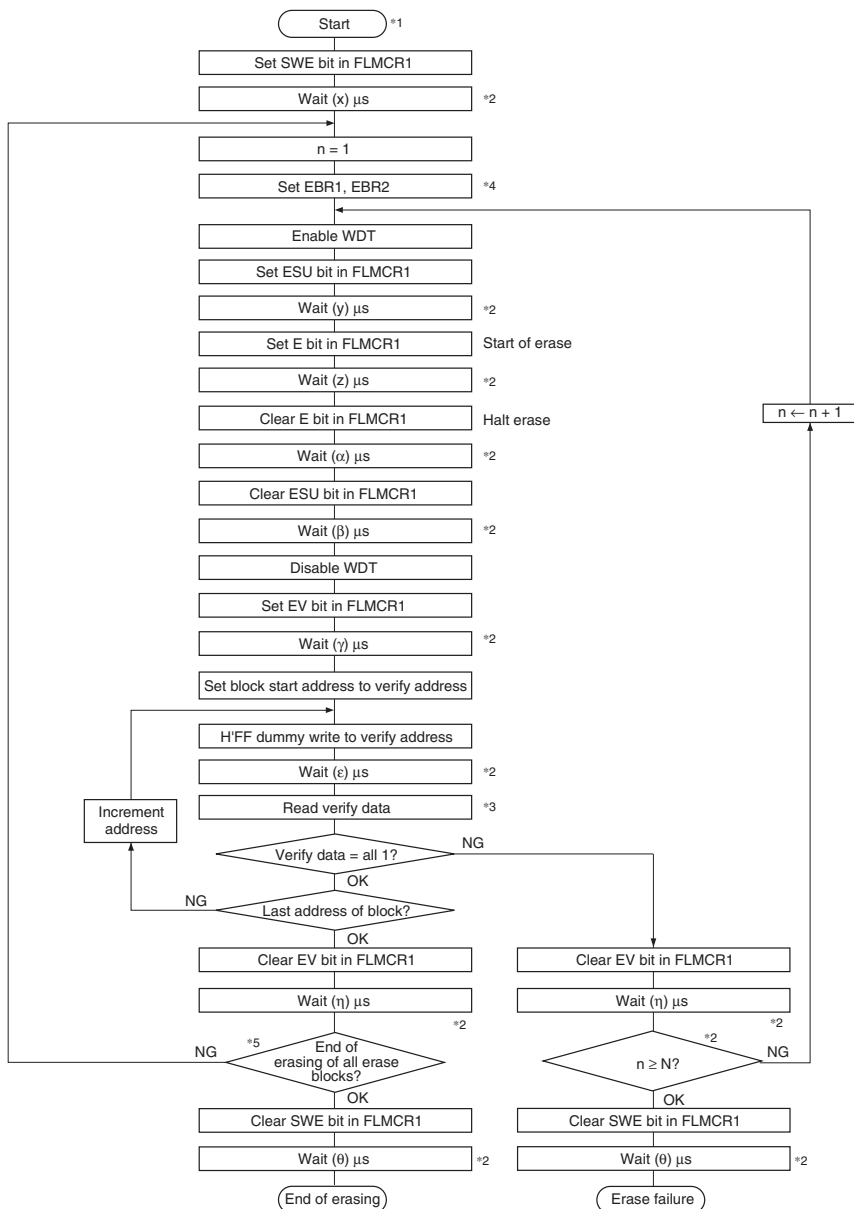 Start *1
Set SWE bit in FLMCR1
Wait (x) µs *2
n = 1
Set EBR1, EBR2 *4
Enable WDT
Set ESU bit in FLMCR1
Wait (y) µs *2
Set E bit in FLMCR1 Start of erase
Wait (z) µs *2
n ← n + 1
Clear E bit in FLMCR1 Halt erase
Wait (α) µs *2
Clear ESU bit in FLMCR1
Wait (β) µs *2
Disable WDT
Set EV bit in FLMCR1
Wait (γ) µs *2
Set block start address to verify address
H'FF dummy write to verify address
Wait (ε) µs *2
Increment
address
Read verify data *3
Verify data = all 1? NG
OK
NG Last address of block?
OK
Clear EV bit in FLMCR1
Wait (η) µs
*2
NG *5 End of
erasing of all erase
blocks?
OK
Clear SWE bit in FLMCR1
Wait (θ) µs *2
End of erasing
Clear EV bit in FLMCR1
Wait (η) µs
*2
*2
n ≥ N? NG
OK
Clear SWE bit in FLMCR1
Wait (θ) µs *2
Erase failure